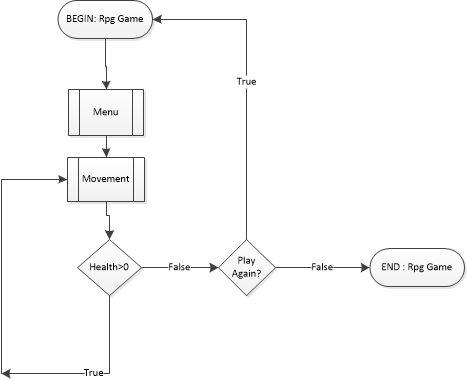 BEGIN: Rpg Game
True
Menu
Movement
Health>0
False
Play
Again?
False
END : Rpg Game
True